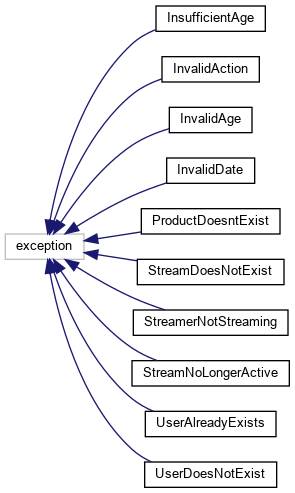 InsufficientAge
InvalidAction
InvalidAge
InvalidDate
ProductDoesntExist
exception
StreamDoesNotExist
StreamerNotStreaming
StreamNoLongerActive
UserAlreadyExists
UserDoesNotExist